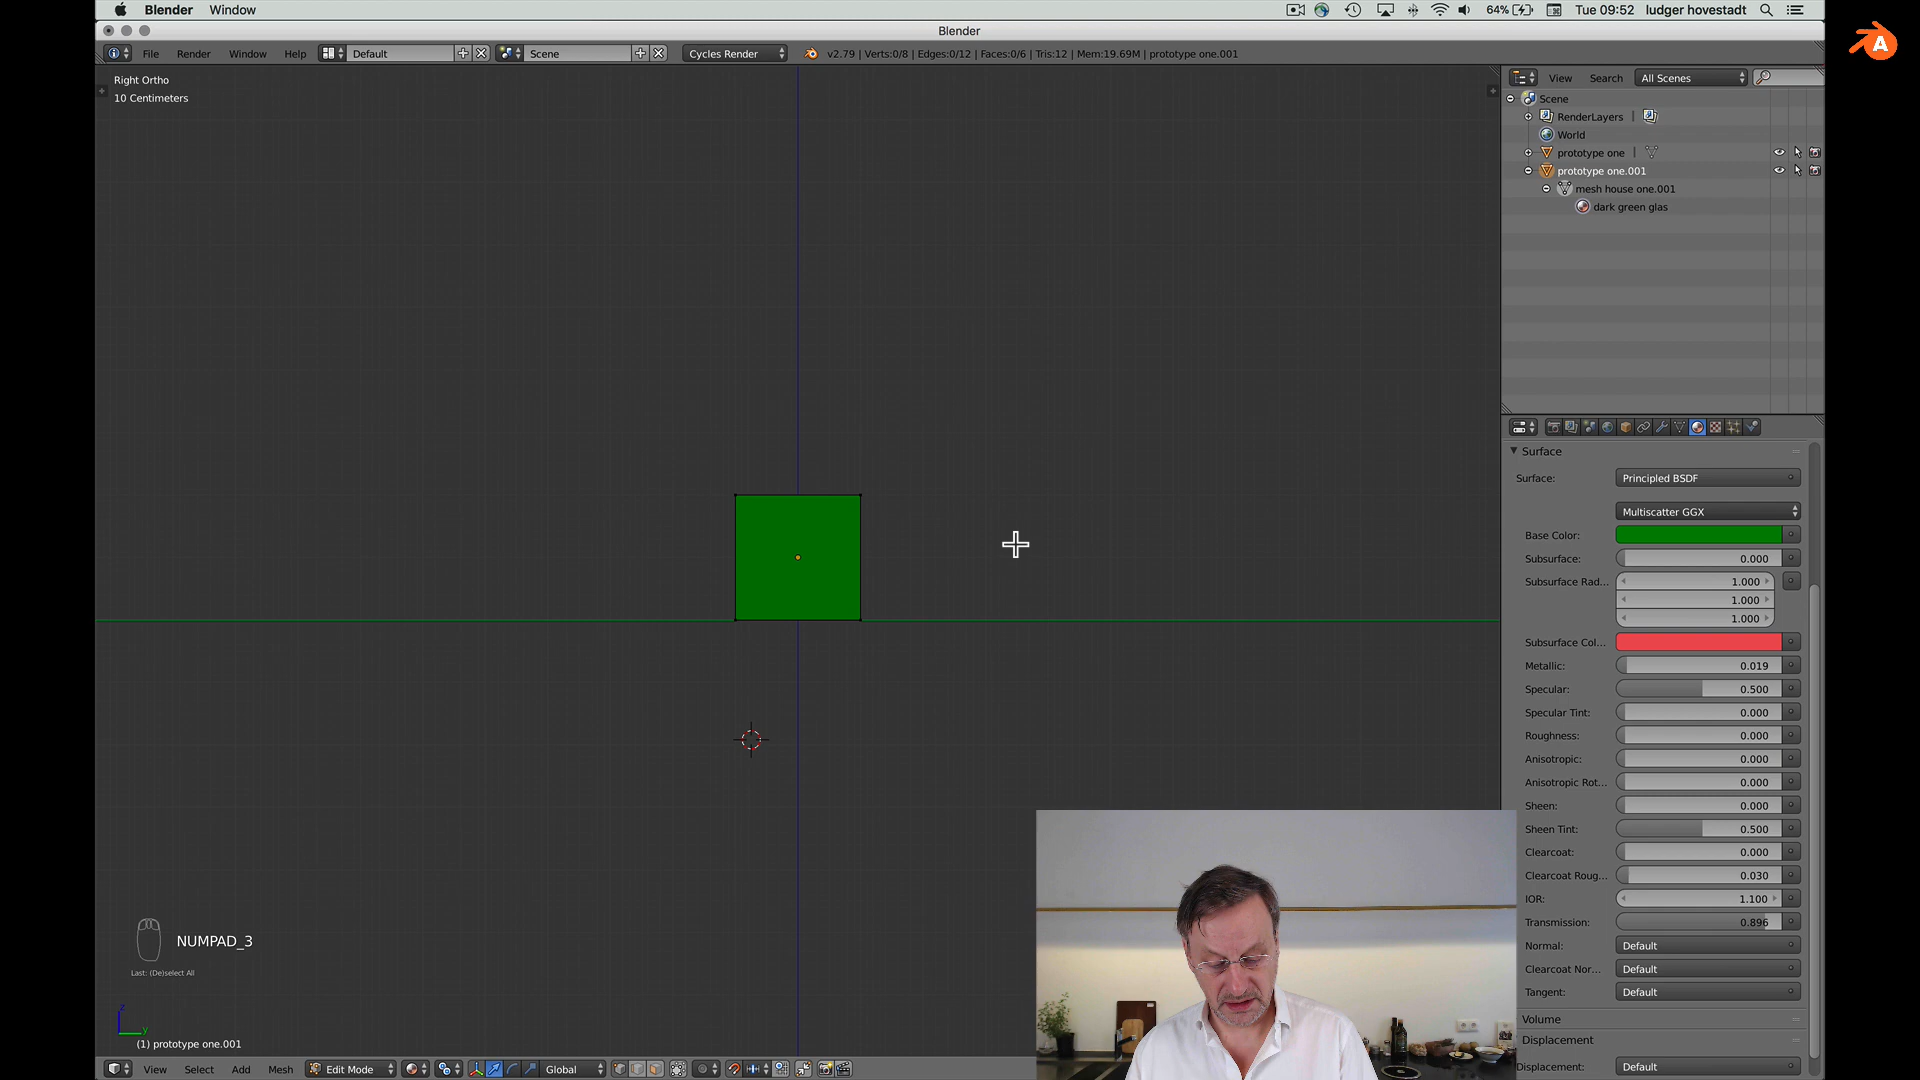 Blender Window
64% Tue 09:52 ludger hovestadt
Blender
File Render Window Help Default Scene Cycles Render v2.79 | Verts:0/8 | Edges:0/12 | Faces:0/6 | Tris:12 | Mem:19.69M | prototype one.001
Right Ortho
10 Centimeters
View Search All Scenes
Scene
RenderLayers
World
prototype one
prototype one.001
mesh house one.001
dark green glas
Surface
Surface: Principled BSDF
Multiscatter GGX
Base Color:
Subsurface: 0.000
Subsurface Rad... 1.000
1.000
1.000
Subsurface Col...
Metallic: 0.019
Specular: 0.500
Specular Tint: 0.000
Roughness: 0.000
Anisotropic: 0.000
Anisotropic Rot... 0.000
Sheen: 0.000
Sheen Tint: 0.500
Clearcoat: 0.000
Clearcoat Roug... 0.030
IOR: 1.100
Transmission: 0.896
Normal: Default
Clearcoat Nor... Default
Tangent: Default
Volume
Displacement
Displacement: Default
NUMPAD_3
Last: (De)select All
z
y
(1) prototype one.001
View Select Add Mesh Edit Mode Global
A